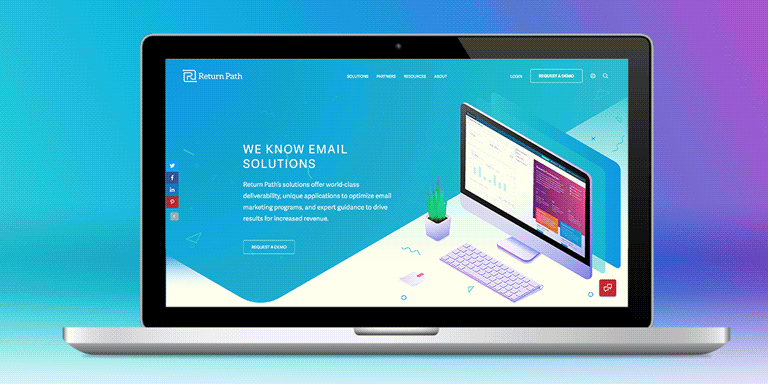 Return Path
SOLUTIONS PARTNERS RESOURCES ABOUT LOGIN REQUEST A DEMO
WE KNOW EMAIL
SOLUTIONS
Return Path's solutions offer world-class
deliverability, unique applications to optimize email
marketing programs, and expert guidance to drive
results for increased revenue.
REQUEST A DEMO